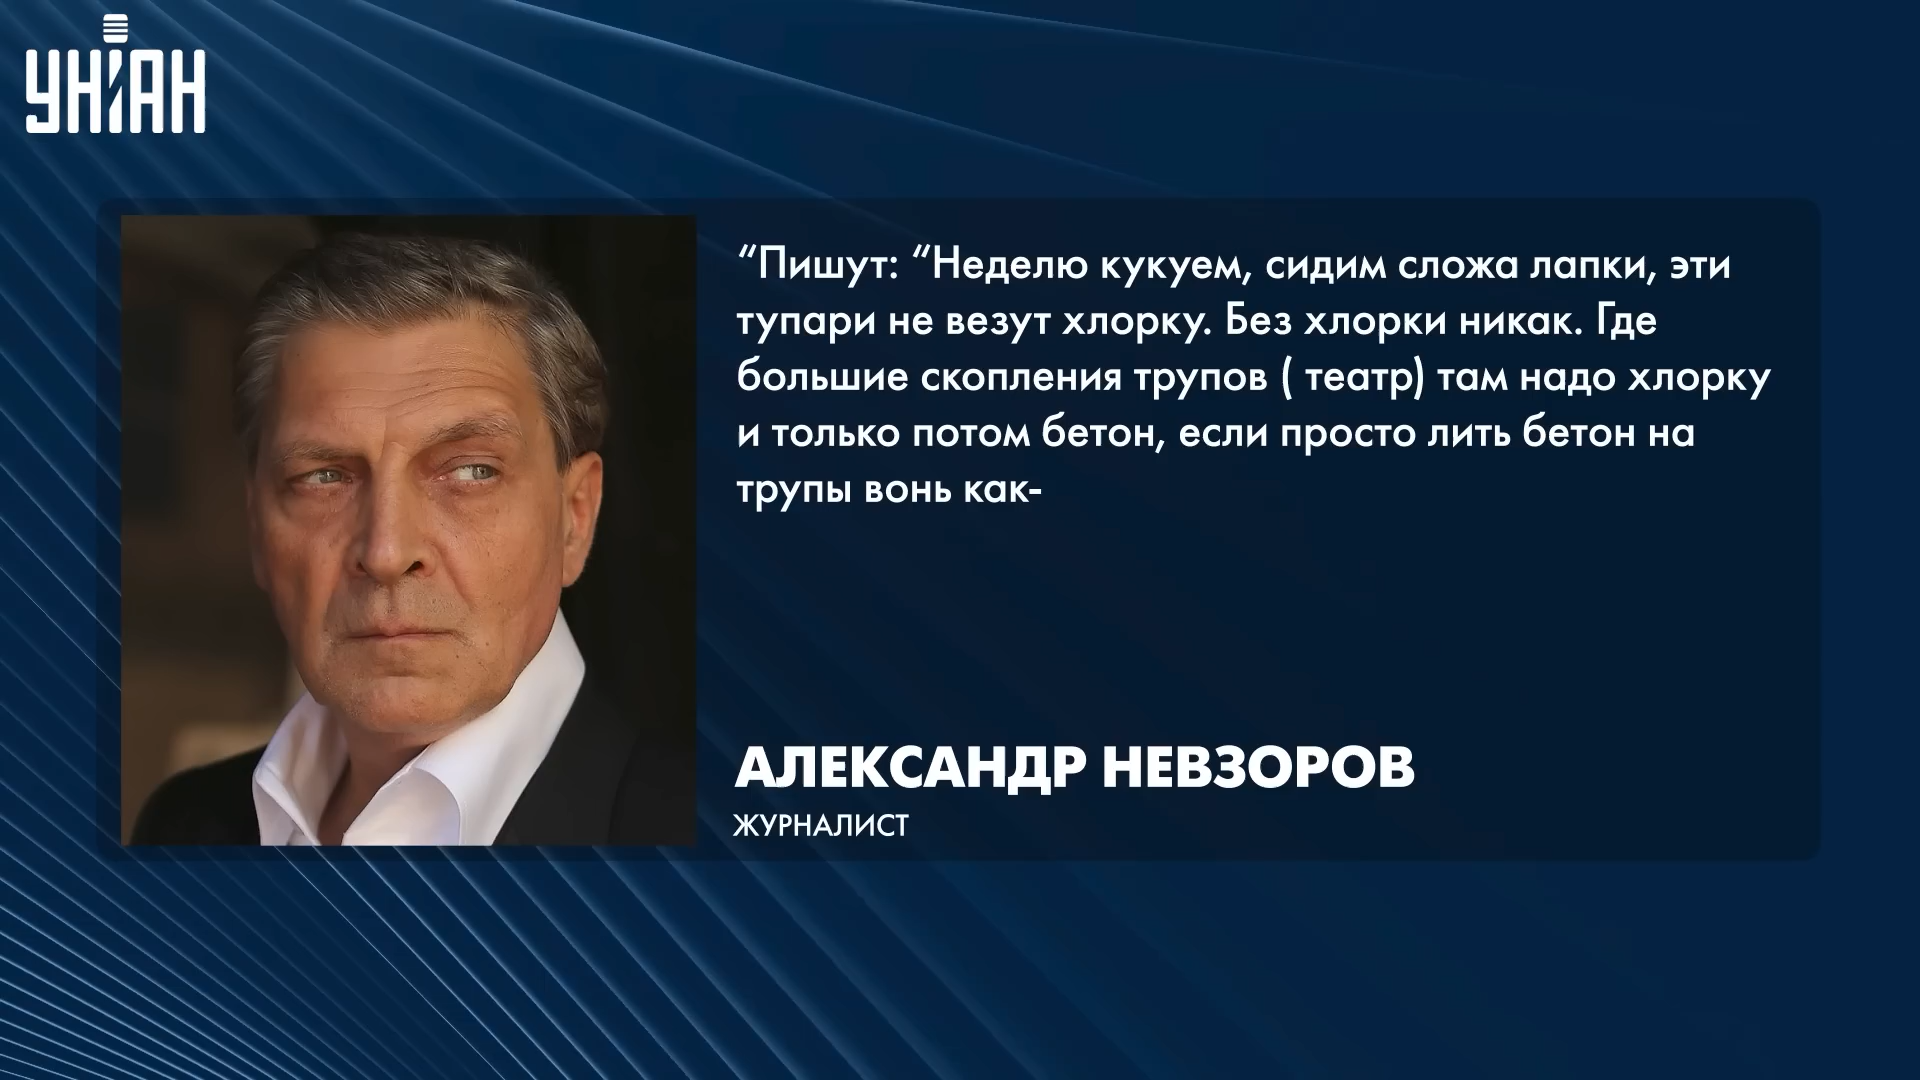 УНІАН
“Пишут: “Неделю кукуем, сидим сложа лапки, эти
тупари не везут хлорку. Без хлорки никак. Где
большие скопления трупов ( театр) там надо хлорку
и только потом бетон, если просто лить бетон на
трупы вонь как-
АЛЕКСАНДР НЕВЗОРОВ
ЖУРНАЛИСТ